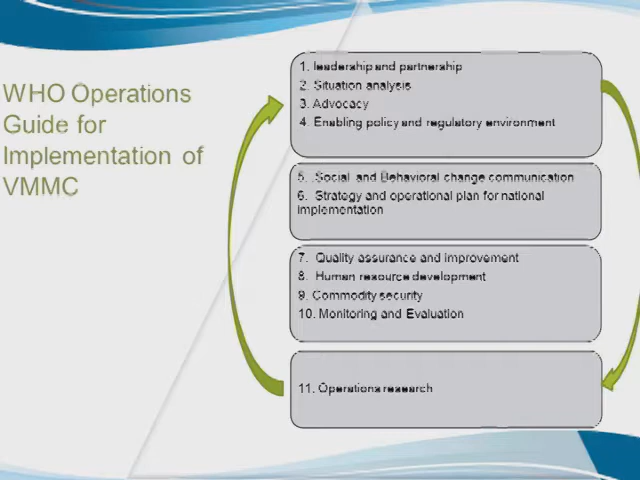 WHO Operations
Guide for
Implementation of
VMMC
1. leadership and partnership
2. Situation analysis
3. Advocacy
4. Enabling policy and regulatory environment
5. Social and Behavioral change communication
6. Strategy and operational plan for national
implementation
7. Quality assurance and improvement
8. Human resource development
9. Commodity security
10. Monitoring and Evaluation
11. Operations research